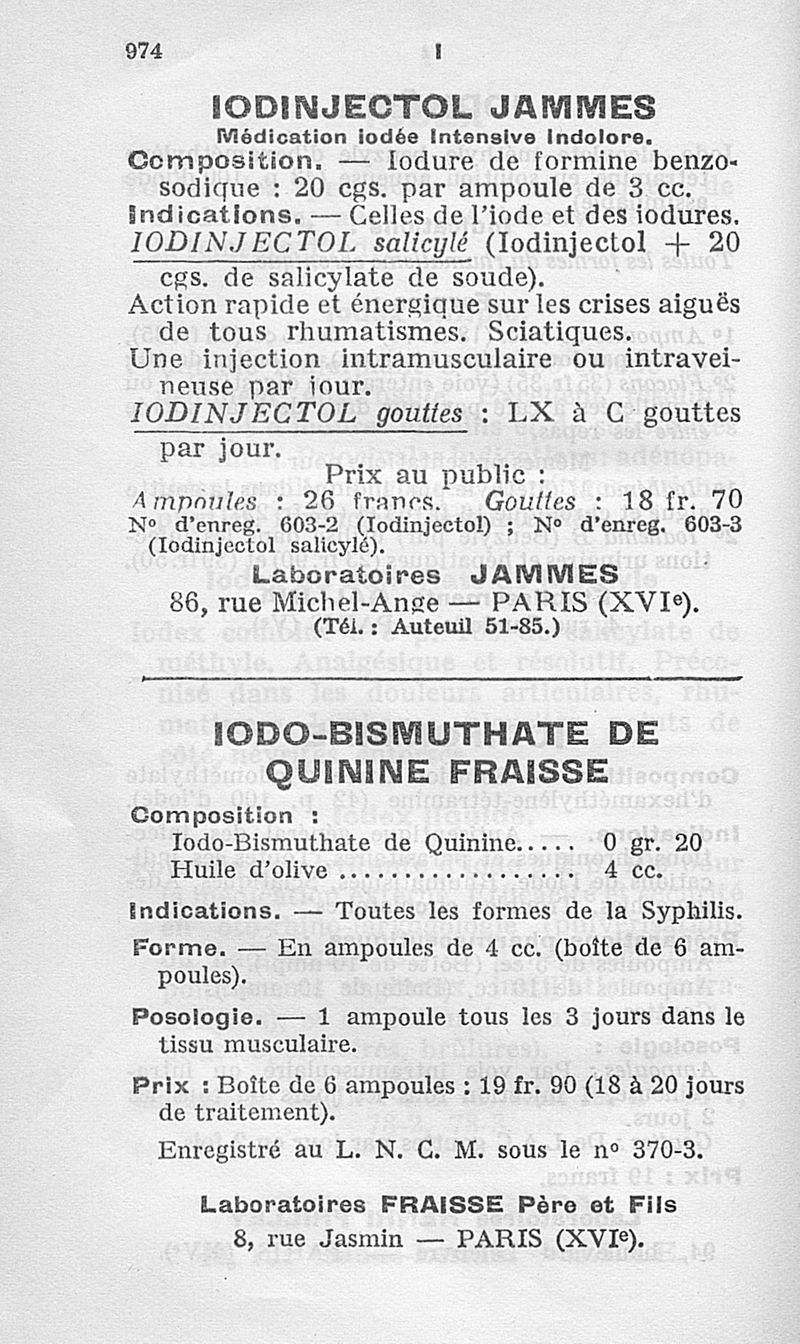 974
I
IODINJECTOL JAMMES
Médication iodée intensive indolore.
Composition. — Iodure de formine benzo-
sodique : 20 cgs. par ampoule de 3 cc.
Indications. — Celles de l'iode et des iodures.
IODINJECTOL salicylé (Iodinjectol + 20
cgs. de salicylate de soude).
Action rapide et énergique sur les crises aiguës
de tous rhumatismes. Sciatiques.
Une injection intramusculaire ou intravei-
neuse par jour.
IODINJECTOL gouttes : LX à C gouttes
par jour.
Prix au public :
Ampoules : 26 francs. Gouttes : 18 fr. 70
Nº d'enreg. 603-2 (Iodinjectol) ; Nº d'enreg. 603-3
(Iodinjectol salicylé).
Laboratoires JAMMES
86, rue Michel-Ange — PARIS (XVIe).
(Tél. : Auteuil 51-85.)
IODO-BISMUTHATE DE
QUININE FRAISSE
Composition :
Iodo-Bismuthate de Quinine..... 0 gr. 20
Huile d'olive .................. 4 cc.
Indications. — Toutes les formes de la Syphilis.
Forme. — En ampoules de 4 cc. (boîte de 6 am-
poules).
Posologie. — 1 ampoule tous les 3 jours dans le
tissu musculaire.
Prix : Boîte de 6 ampoules : 19 fr. 90 (18 à 20 jours
de traitement).
Enregistré au L. N. C. M. sous le nº 370-3.
Laboratoires FRAISSE Père et Fils
8, rue Jasmin — PARIS (XVIe).